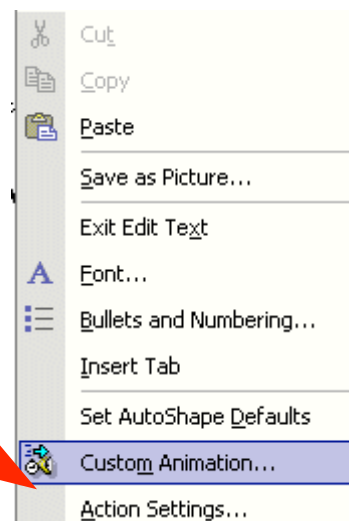 Cut
Copy
Paste
Save as Picture...
Exit Edit Text
Font...
Bullets and Numbering...
Insert Tab
Set AutoShape Defaults
Custom Animation...
Action Settings...